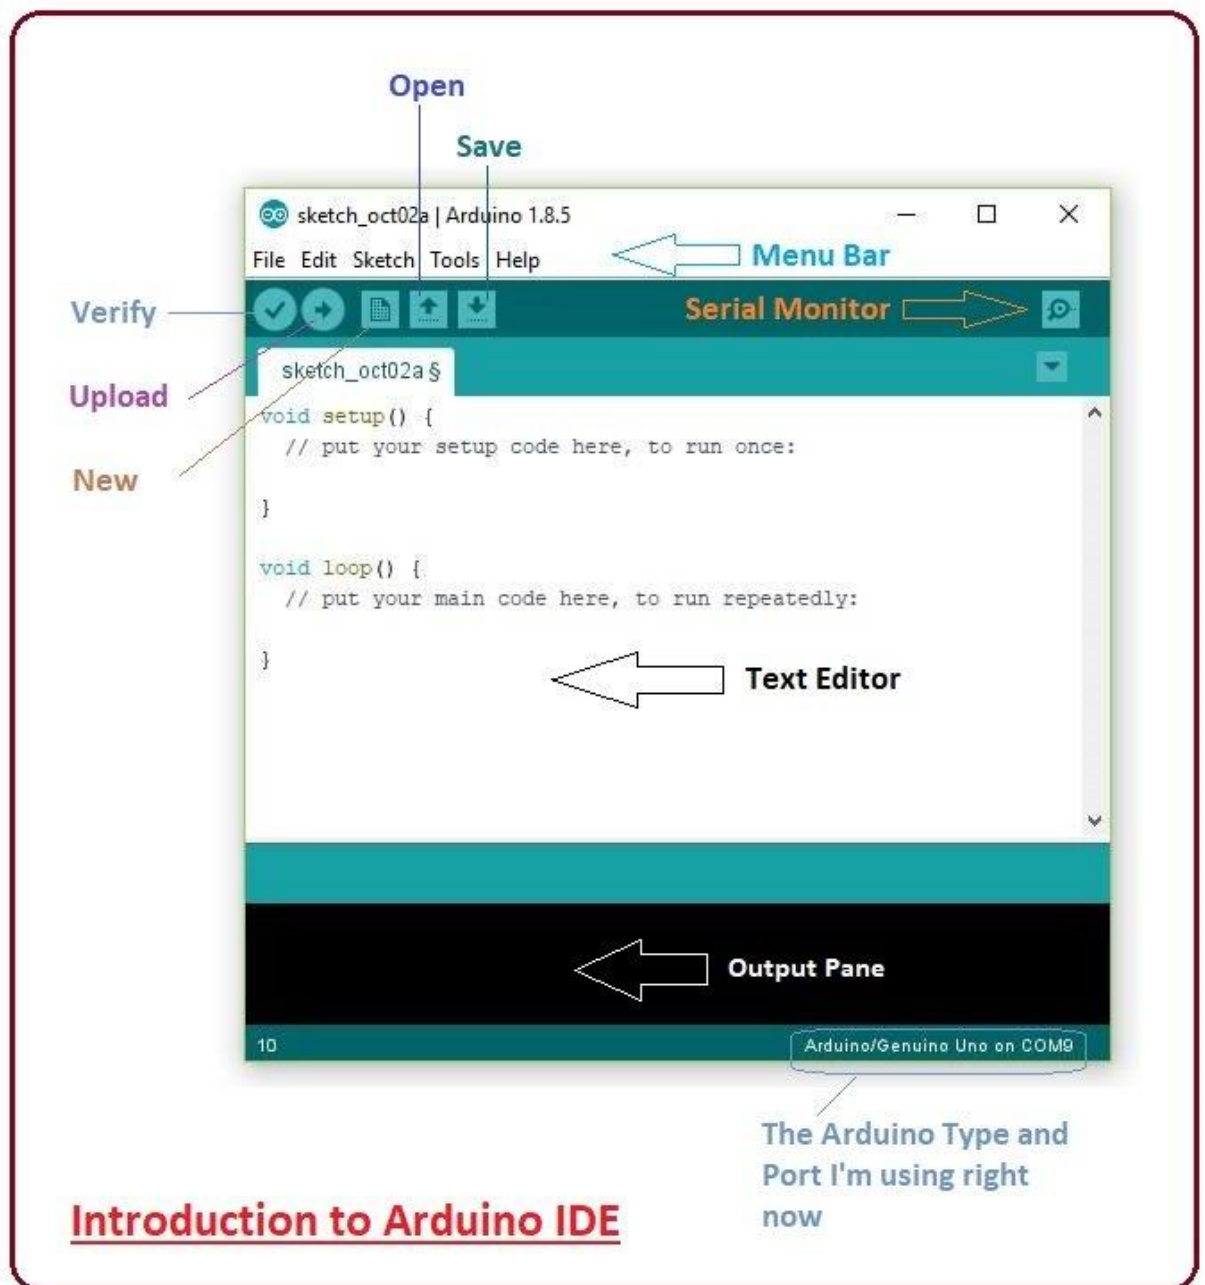 Open
Save
sketch_oct02a | Arduino 1.8.5
File Edit Sketch Tools Help
Menu Bar
Verify
Serial Monitor
Upload
sketch_oct02a §
New
void setup() {
// put your setup code here, to run once:
}
void loop() {
// put your main code here, to run repeatedly:
}
Text Editor
Output Pane
10
Arduino/Genuino Uno on COM9
The Arduino Type and
Port I'm using right
now
Introduction to Arduino IDE